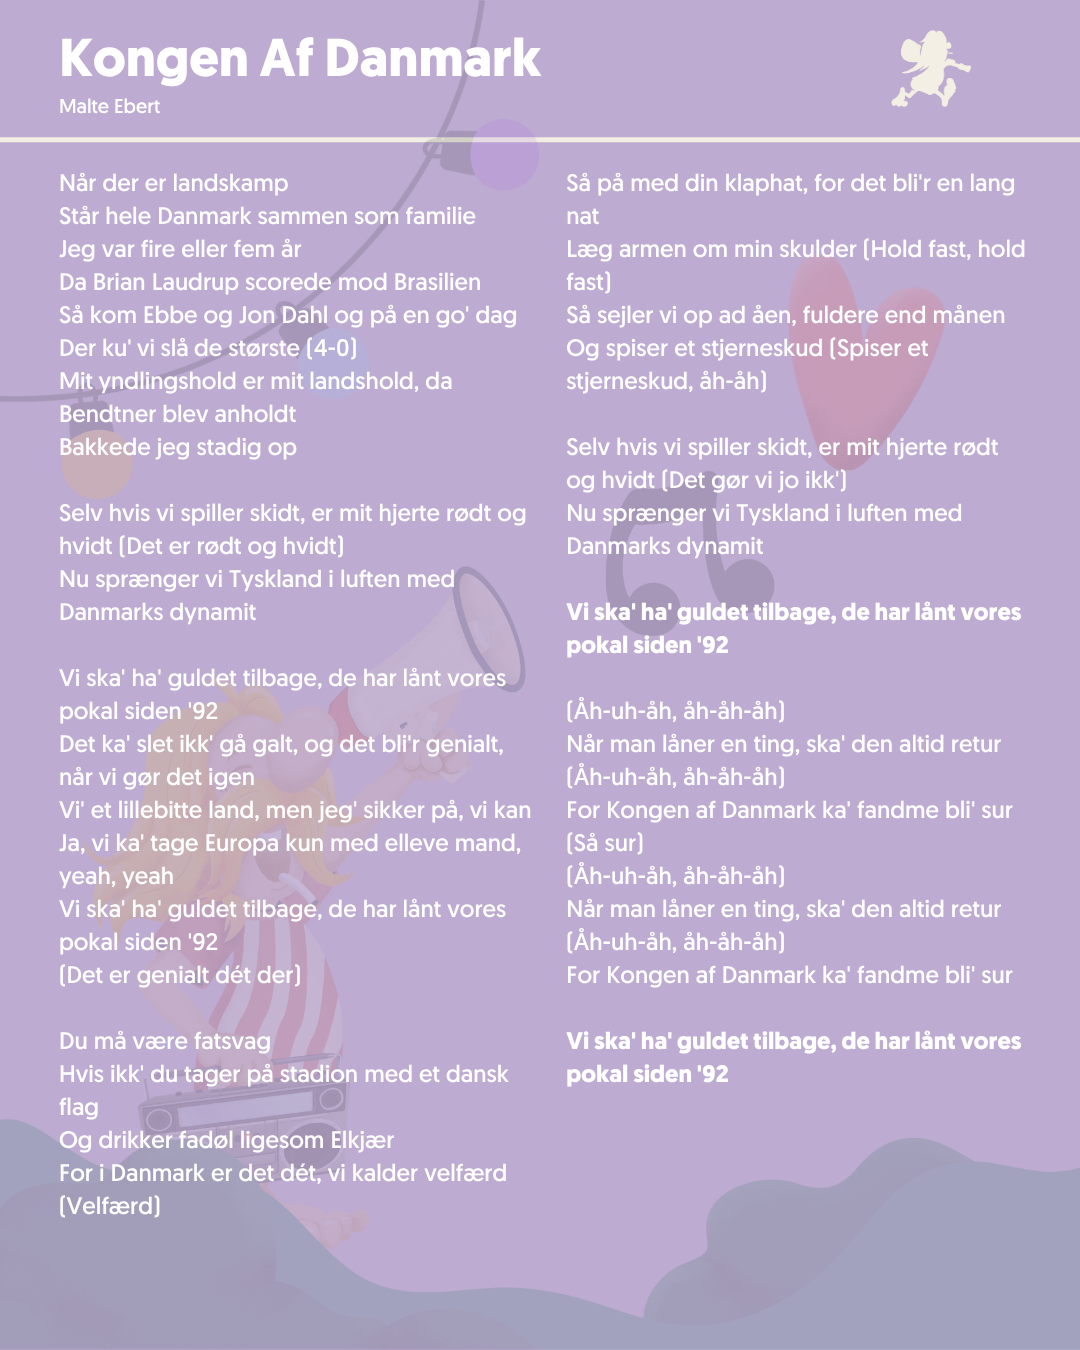 Kongen Af Danmark
Malte Ebert
Når der er landskamp
Står hele Danmark sammen som familie
Jeg var fire eller fem år
Da Brian Laudrup scorede mod Brasilien
Så kom Ebbe og Jon Dahl og på en go' dag
Der ku' vi slå de største (4-0)
Mit yndlingshold er mit landshold, da
Bendtner blev anholdt
Bakkede jeg stadig op
Selv hvis vi spiller skidt, er mit hjerte rødt og
hvidt (Det er rødt og hvidt)
Nu sprænger vi Tyskland i luften med
Danmarks dynamit
Vi ska' ha' guldet tilbage, de har lånt vores
pokal siden '92
Det ka' slet ikk' gå galt, og det bli'r genialt,
når vi gør det igen
Vi' et lillebitte land, men jeg' sikker på, vi kan
Ja, vi ka' tage Europa kun med elleve mand,
yeah, yeah
Vi ska' ha' guldet tilbage, de har lånt vores
pokal siden '92
(Det er genialt dét der)
Du må være fatsvag
Hvis ikk' du tager på stadion med et dansk
flag
Og drikker fadøl ligesom Elkjær
For i Danmark er det dét, vi kalder velfærd
(Velfærd)
Så på med din klaphat, for det bli'r en lang
nat
Læg armen om min skulder (Hold fast, hold
fast)
Så sejler vi op ad åen, fuldere end månen
Og spiser et stjerneskud (Spiser et
stjerneskud, åh-åh)
Selv hvis vi spiller skidt, er mit hjerte rødt
og hvidt (Det gør vi jo ikk')
Nu sprænger vi Tyskland i luften med
Danmarks dynamit
Vi ska' ha' guldet tilbage, de har lånt vores
pokal siden '92
(Åh-uh-åh, åh-åh-åh)
Når man låner en ting, ska' den altid retur
(Åh-uh-åh, åh-åh-åh)
For Kongen af Danmark ka' fandme bli' sur
(Så sur)
(Åh-uh-åh, åh-åh-åh)
Når man låner en ting, ska' den altid retur
(Åh-uh-åh, åh-åh-åh)
For Kongen af Danmark ka' fandme bli' sur
Vi ska' ha' guldet tilbage, de har lånt vores
pokal siden '92